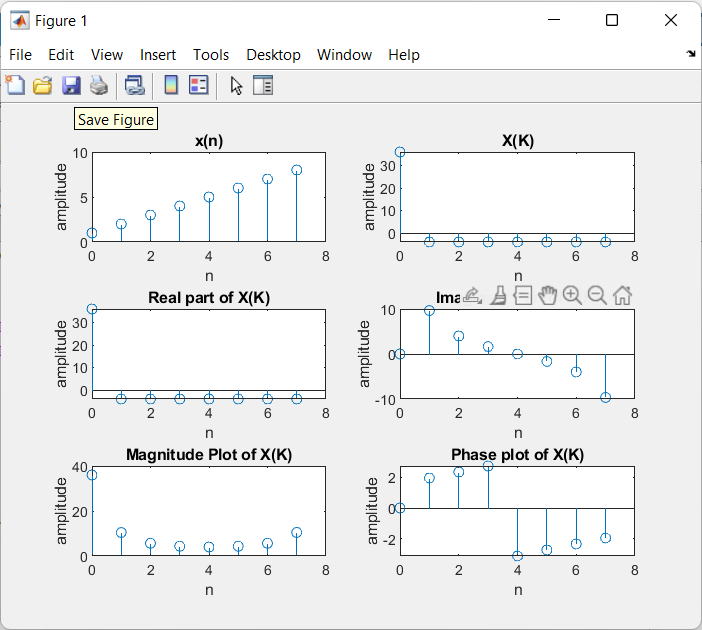 Figure 1
File Edit View Insert Tools Desktop Window Help
Save Figure
x(n)
10
5
0
amplitude
0 2 4 6 8
n
X(K)
30
20
10
0
amplitude
0 2 4 6 8
n
Real part of X(K)
30
20
10
0
amplitude
0 2 4 6 8
n
10
0
-10
amplitude
0 2 4 6 8
n
Magnitude Plot of X(K)
40
20
0
amplitude
0 2 4 6 8
n
Phase plot of X(K)
2
0
-2
amplitude
0 2 4 6 8
n